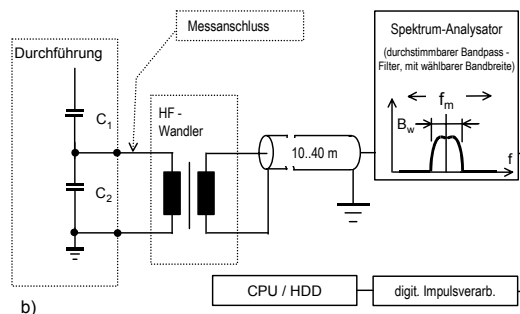 Messanschluss
Spektrum-Analysator
(durchstimmbarer Bandpass -
Filter, mit wählbarer Bandbreite)
Durchführung
C1
C2
HF -
Wandler
10..40 m
fm
Bw
f
CPU / HDD
digit. Impulsverarb.
b)